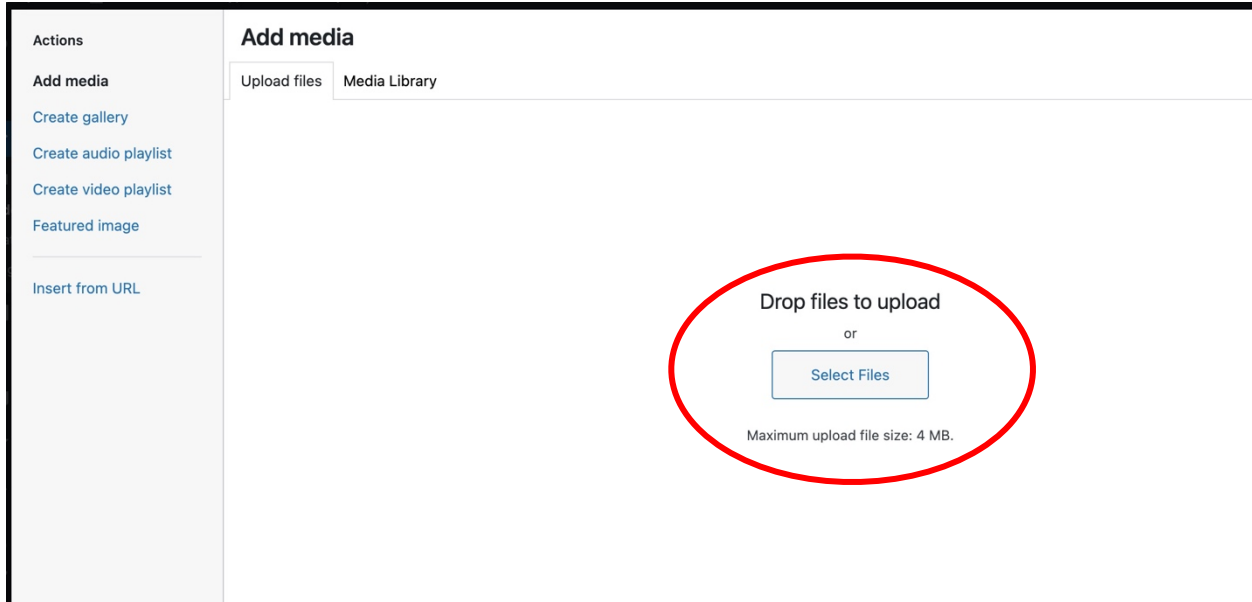 Actions
Add media
Create gallery
Create audio playlist
Create video playlist
Featured image
Insert from URL
Add media
Upload files Media Library
Drop files to upload
or
Select Files
Maximum upload file size: 4 MB.